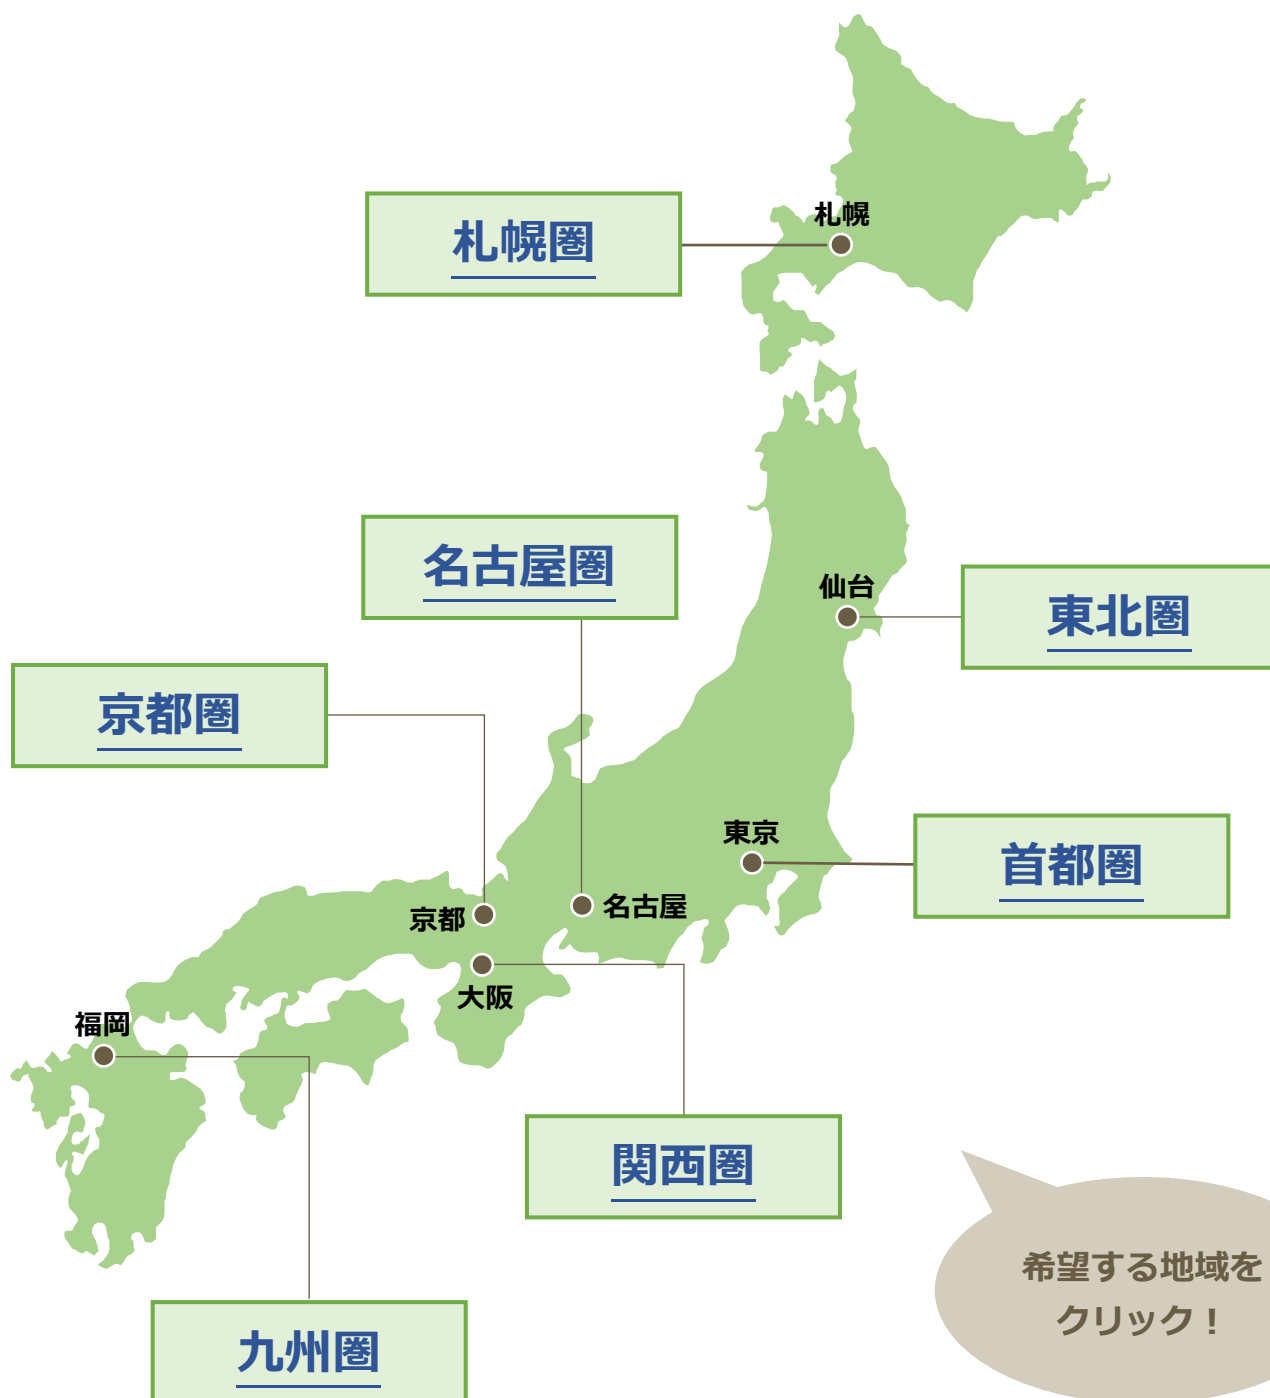 札幌
札幌圏
名古屋圏
仙台
東北圏
京都圏
東京
首都圏
京都
名古屋
大阪
福岡
関西圏
希望する地域を
クリック！
九州圏